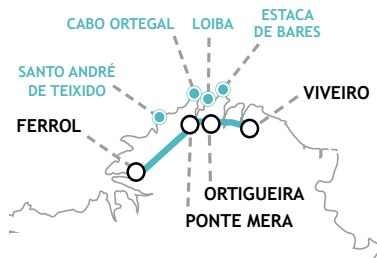 ESTACA
DE BARES
CABO ORTEGAL
LOIBA
SANTO ANDRÉ
DE TEIXIDO
VIVEIRO
FERROL
ORTIGUEIRA
PONTE MERA